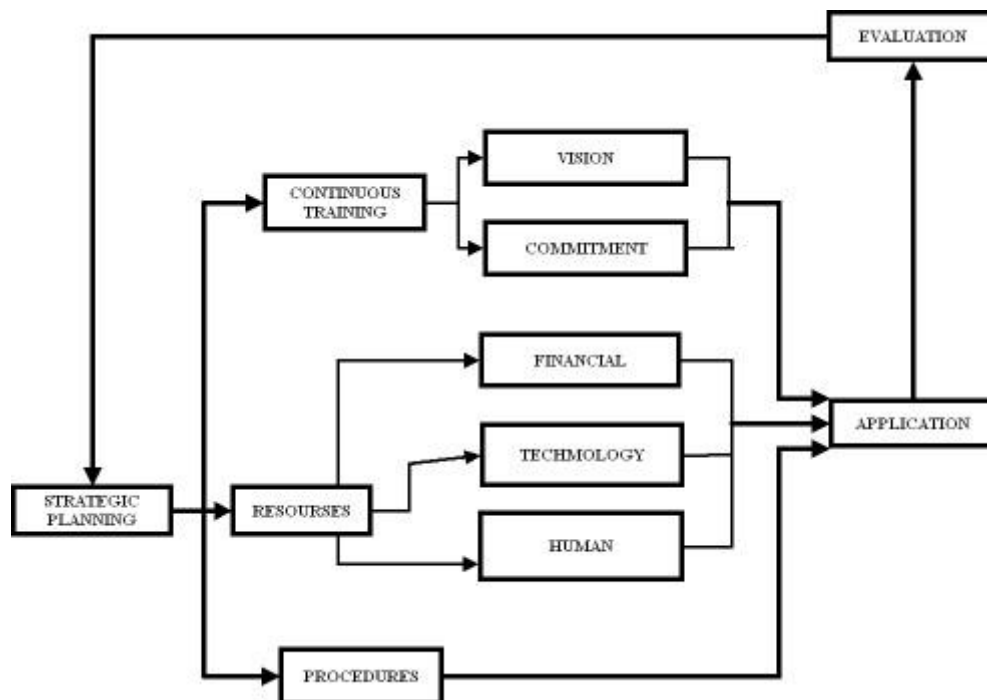 EVALUATION
VISION
CONTINUOUS
TRAINING
COMMITMENT
FINANCIAL
APPLICATION
TECHMOLOGY
STRATEGIC
PLANNING
RESOURSES
HUMAN
PROCEDURES